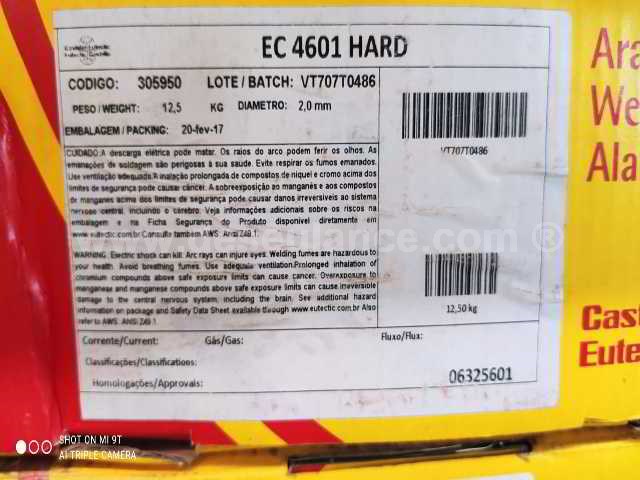 EC 4601 HARD
CODIGO: 305950 LOTE / BATCH: VT707T0486
PESO / WEIGHT: 12,5 KG DIAMETRO: 2,0 mm
EMBALAGEM / PACKING: 20-fev-17
VT707T0486
CUIDADO: A descarga elétrica pode matar. Os raios do arco podem ferir os olhos. As
emanações de soldagem são perigosas a sua saude. Evite respirar os fumos emanados.
Use ventilação adequada. A inalação prolongada de compostos de niquel e cromo acima dos
limites de segurança pode causar câncer. A sobreexposição ao manganês e aos compostos
de manganes acima dos limites de segurança pode causar danos irreversíveis ao sistema
nervoso central, incluindo o cérebro. Veja informações adicionais sobre os riscos na
embalagem e na Ficha Segurança do Produto disponível diretamente em
www.eutectic.com.br Consulte também AWS: Ansi Z49.1.
WARNING: Electric shock can kill. Arc rays can injure eyes. Welding fumes are hazardous to
your health. Avoid breathing fumes. Use adequate ventilation. Prolonged inhalation of
chromium compounds above safe exposure limits can cause cancer. Overexposure to
manganese and manganese compounds above safe exposure limits can cause irreversible
damage to the central nervous system, including the brain. See additional hazard
information on package and Safety Data Sheet available through www.eutectic.com.br Also
refer to AWS: ANSI Z49.1
12,50 kg
Corrente/Current: Gás/Gas: Fluxo/Flux:
Classificações/Classifications:
Homologações/Approvals:
06325601
Ara
We
Ala
Cast
Eute
SHOT ON MI 9T
AI TRIPLE CAMERA